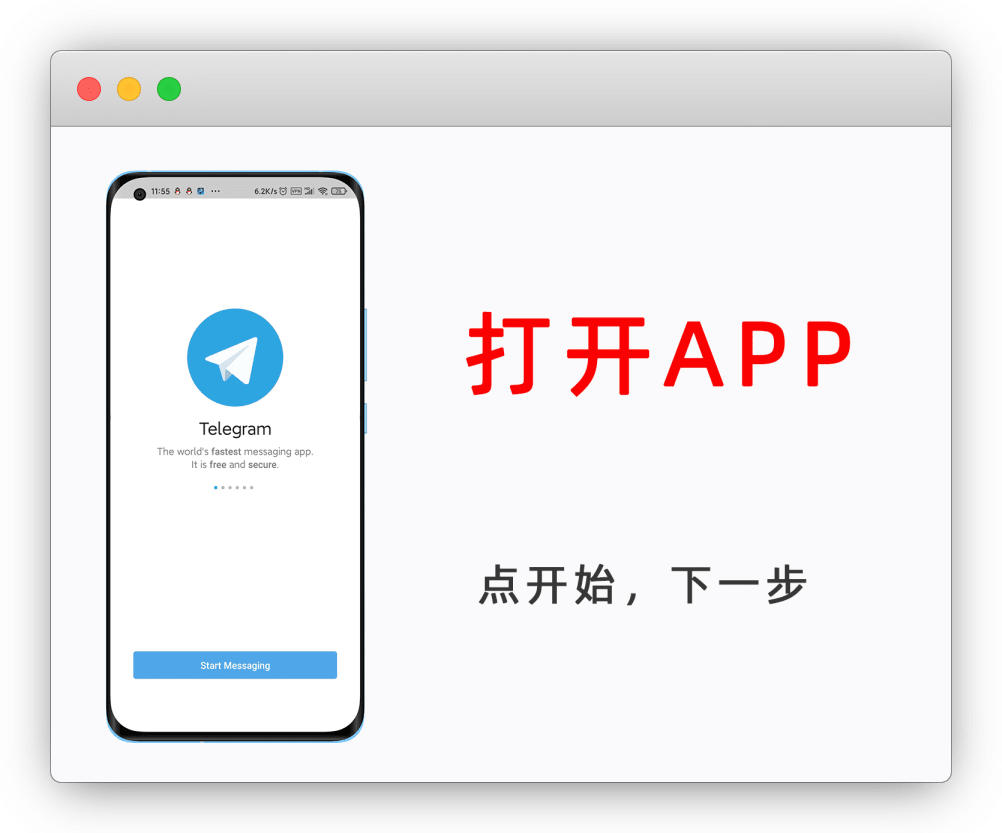 11:55
6.2K/s
Telegram
The world's fastest messaging app.
It is free and secure.
Start Messaging
打开APP
点开始，下一步